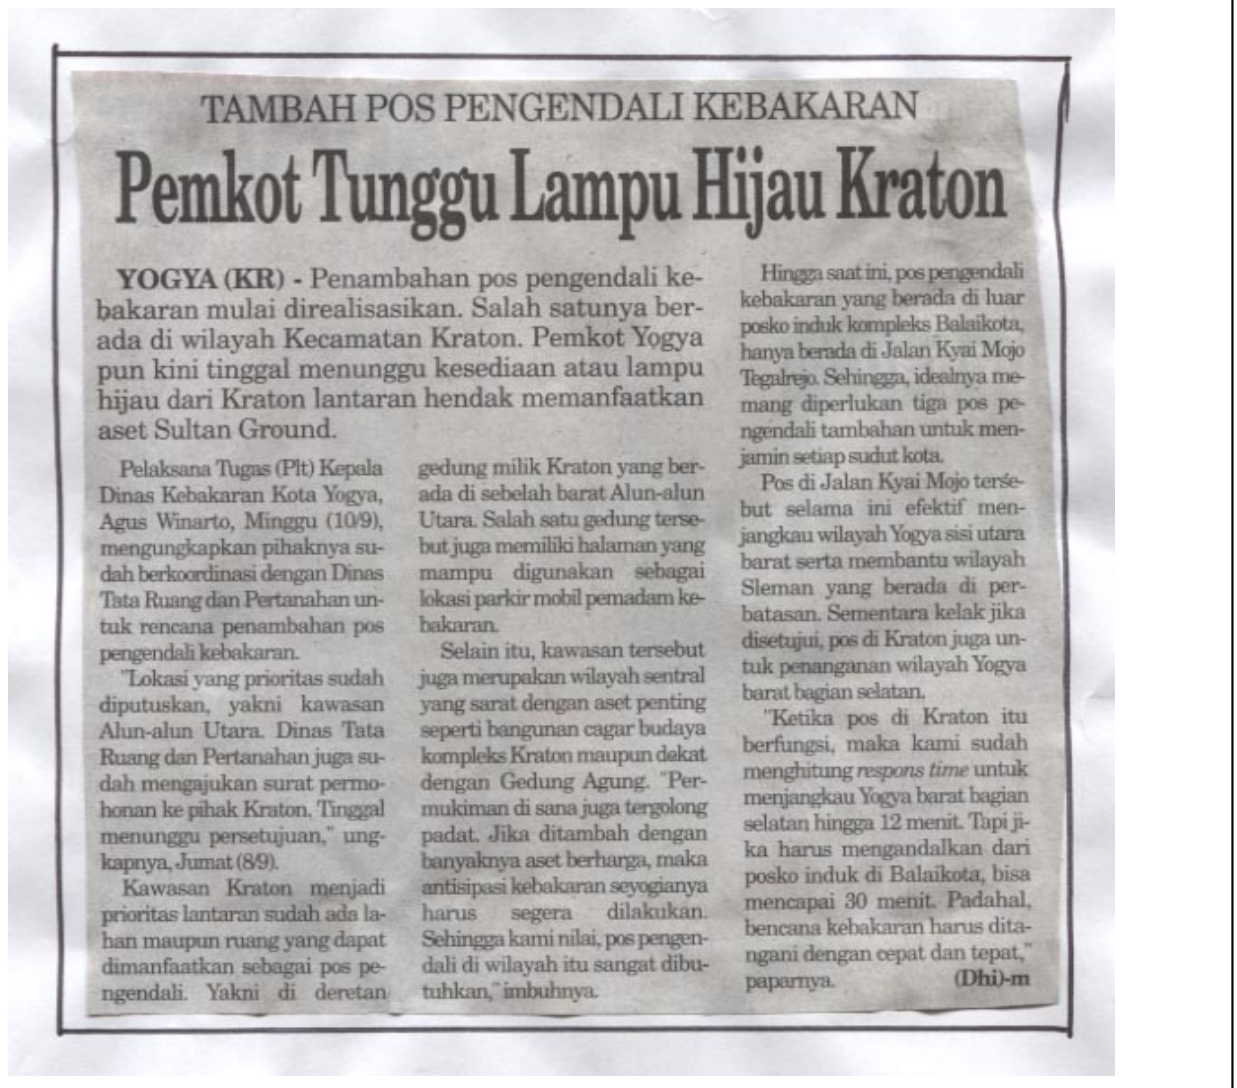 TAMBAH POS PENGENDALI KEBAKARAN
Pemkot Tunggu Lampu Hijau Kraton
YOGYA (KR) - Penambahan pos pengendali ke-
bakaran mulai direalisasikan. Salah satunya ber-
ada di wilayah Kecamatan Kraton. Pemkot Yogya
pun kini tinggal menunggu kesediaan atau lampu
hijau dari Kraton lantaran hendak memanfaatkan
aset Sultan Ground.
Pelaksana Tugas (Plt) Kepala
Dinas Kebakaran Kota Yogya,
Agus Winarto, Minggu (10/9),
mengungkapkan pihaknya su-
dah berkoordinasi dengan Dinas
Tata Ruang dan Pertanahan un-
tuk rencana penambahan pos
pengendali kebakaran.
"Lokasi yang prioritas sudah
diputuskan, yakni kawasan
Alun-alun Utara. Dinas Tata
Ruang dan Pertanahan juga su-
dah mengajukan surat permo-
honan ke pihak Kraton. Tinggal
menunggu persetujuan," ung-
kapnya, Jumat (8/9).
Kawasan Kraton menjadi
prioritas lantaran sudah ada la-
han maupun ruang yang dapat
dimanfaatkan sebagai pos pe-
ngendali. Yakni di deretan
gedung milik Kraton yang ber-
ada di sebelah barat Alun-alun
Utara. Salah satu gedung terse-
but juga memiliki halaman yang
mampu digunakan sebagai
lokasi parkir mobil pemadam ke-
bakaran.
Selain itu, kawasan tersebut
juga merupakan wilayah sentral
yang sarat dengan aset penting
seperti bangunan cagar budaya
kompleks Kraton maupun dekat
dengan Gedung Agung. "Per-
mukiman di sana juga tergolong
padat. Jika ditambah dengan
banyaknya aset berharga, maka
antisipasi kebakaran seyogianya
harus segera dilakukan.
Sehingga kami nilai, pos pengen-
dali di wilayah itu sangat dibu-
tuhkan," imbuhnya.
Hingga saat ini, pos pengendali
kebakaran yang berada di luar
posko induk kompleks Balaikota,
hanya berada di Jalan Kyai Mojo
Tegalrejo. Sehingga, idealnya me-
mang diperlukan tiga pos pe-
ngendali tambahan untuk men-
jamin setiap sudut kota.
Pos di Jalan Kyai Mojo terse-
but selama ini efektif men-
jangkau wilayah Yogya sisi utara
barat serta membantu wilayah
Sleman yang berada di per-
batasan. Sementara kelak jika
disetujui, pos di Kraton juga un-
tuk penanganan wilayah Yogya
barat bagian selatan.
"Ketika pos di Kraton itu
berfungsi, maka kami sudah
menghitung respons time untuk
menjangkau Yogya barat bagian
selatan hingga 12 menit. Tapi ji-
ka harus mengandalkan dari
posko induk di Balaikota, bisa
mencapai 30 menit. Padahal,
bencana kebakaran harus dita-
ngani dengan cepat dan tepat,"
paparnya. (Dhi)-m